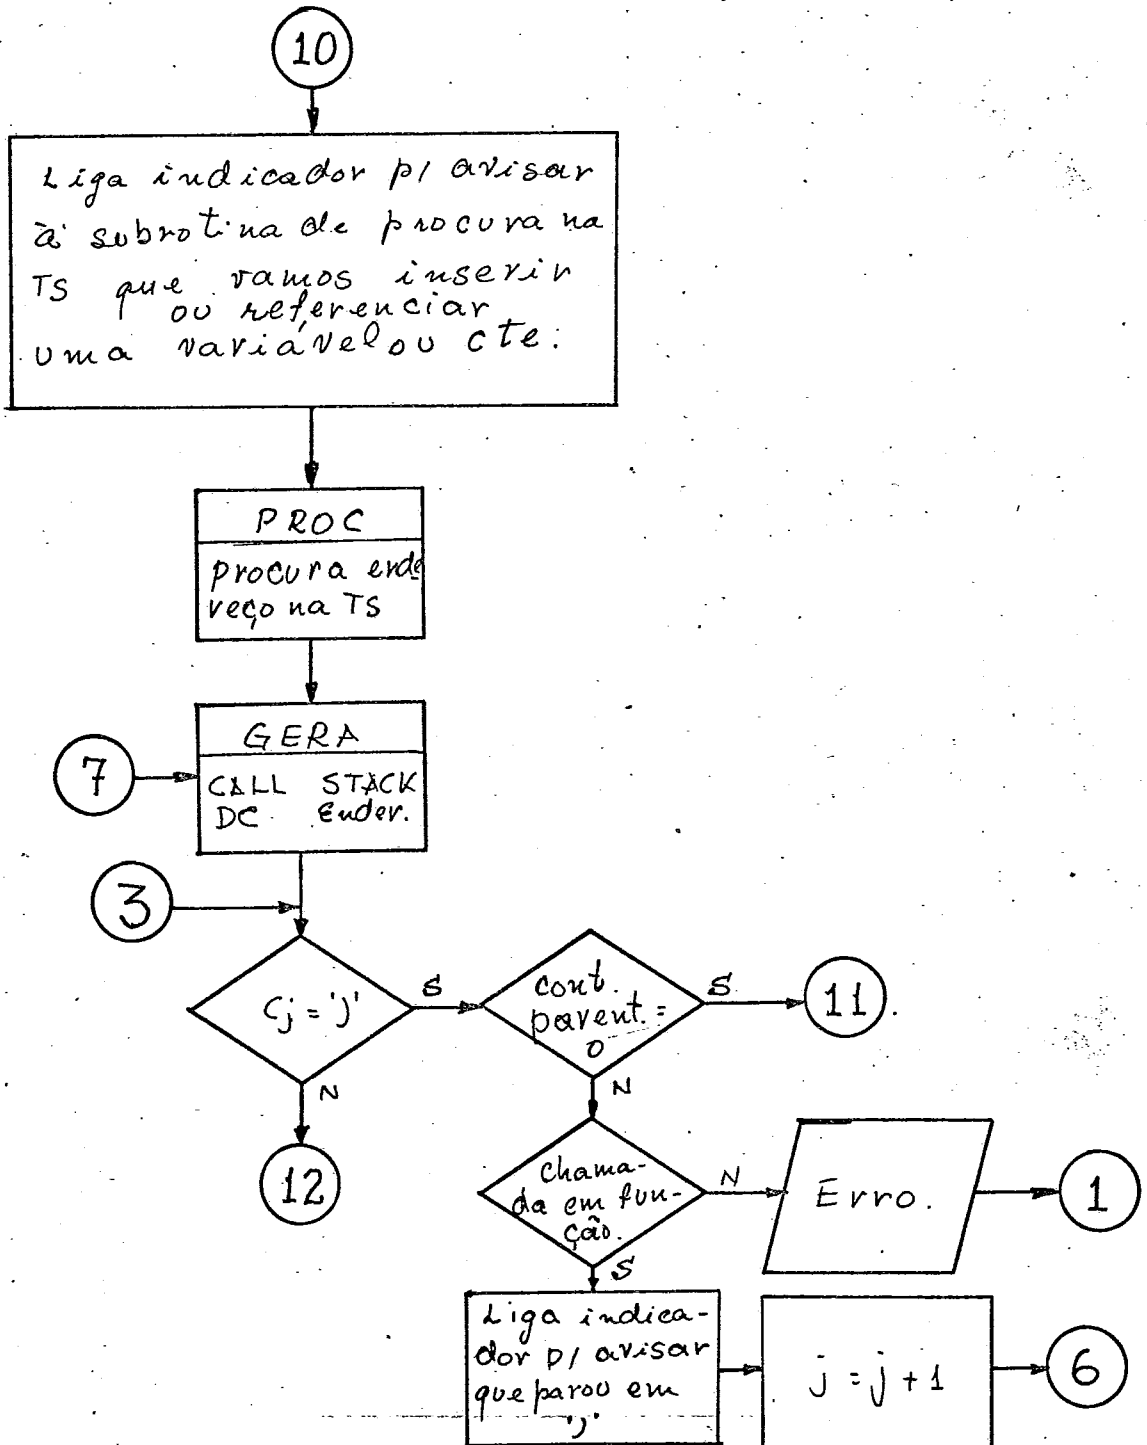 10
Liga indicador p/ avisar
à subrotina de procura na
TS que vamos inserir
ou referenciar
uma variável ou cte.
PROC
procura ende
reço na TS
GERA
CALL STACK
DC Ender.
7
3
Cj = ')'
S
N
12
cont.
parent. =
0
S
11
N
chama-
da em fun-
ção.
N
Erro.
1
S
Liga indica-
dor p/ avisar
que parou em
')'
j = j + 1
6